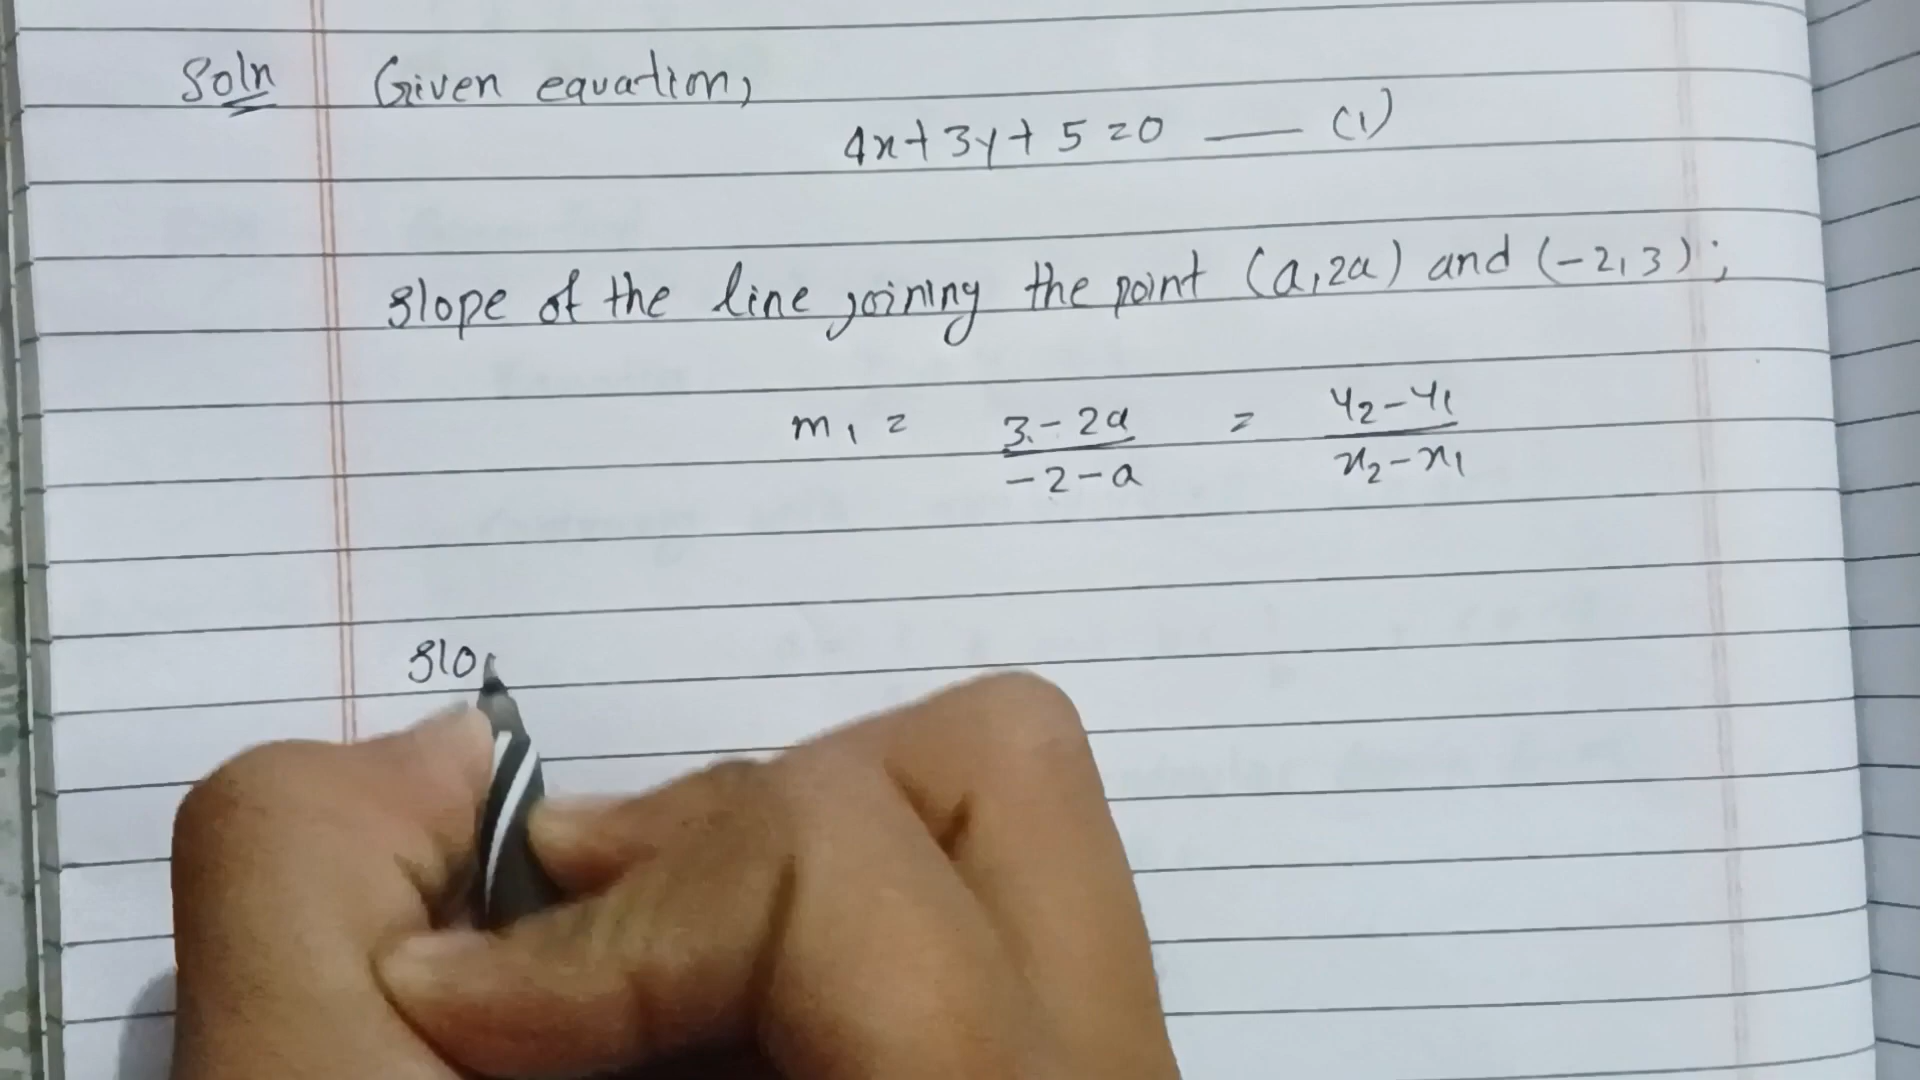 Soln Given equation,
4x+3y+5=0 —— (1)
slope of the line joining the point (a,2a) and (-2,3);
m₁ = 3-2a / -2-a = y₂-y₁ / x₂-x₁
slo